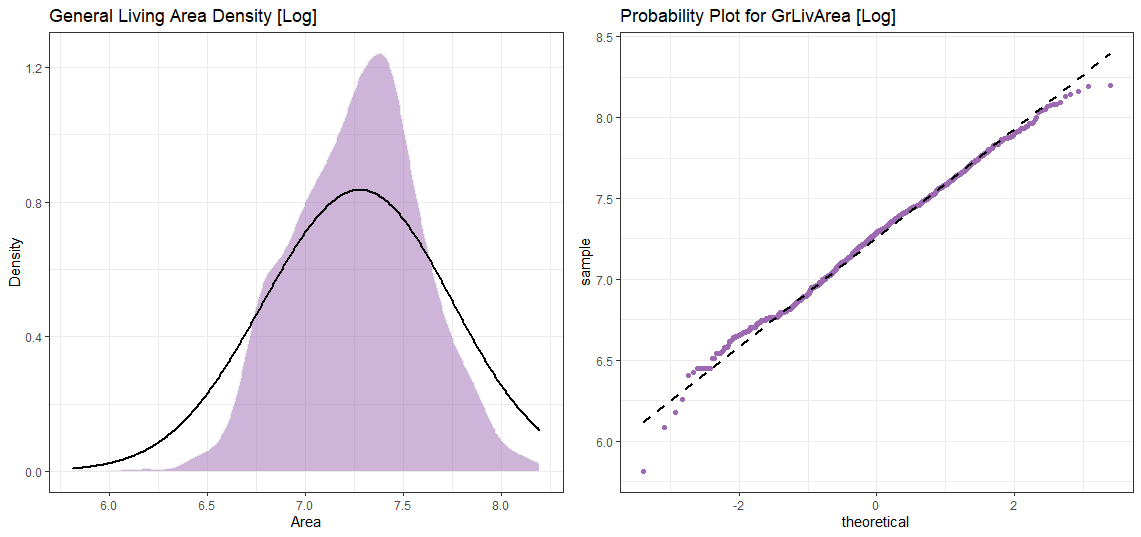 General Living Area Density [Log]
Density
1.2
0.8
0.4
0.0
6.0 6.5 7.0 7.5 8.0
Area
Probability Plot for GrLivArea [Log]
sample
8.5
8.0
7.5
7.0
6.5
6.0
-2 0 2
theoretical